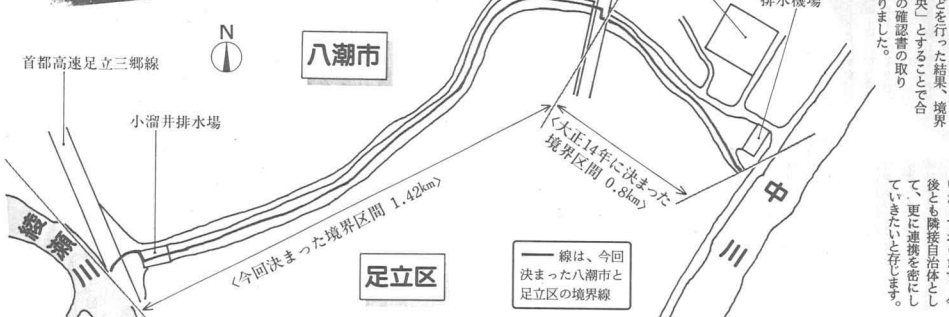 どを行った結果、境界
央」とすることで合
の確認書の取り
りました。
排水機場
N
八潮市
首都高速足立三郷線
小溜井排水場
〈大正14年に決まった
境界区間 0.8km〉
〈今回決まった境界区間 1.42km〉
綾瀬川
中川
足立区
━━ 線は、今回
決まった八潮市と
足立区の境界線
後とも隣接自治体とし
て、更に連携を密にし
ていきたいと存じます。